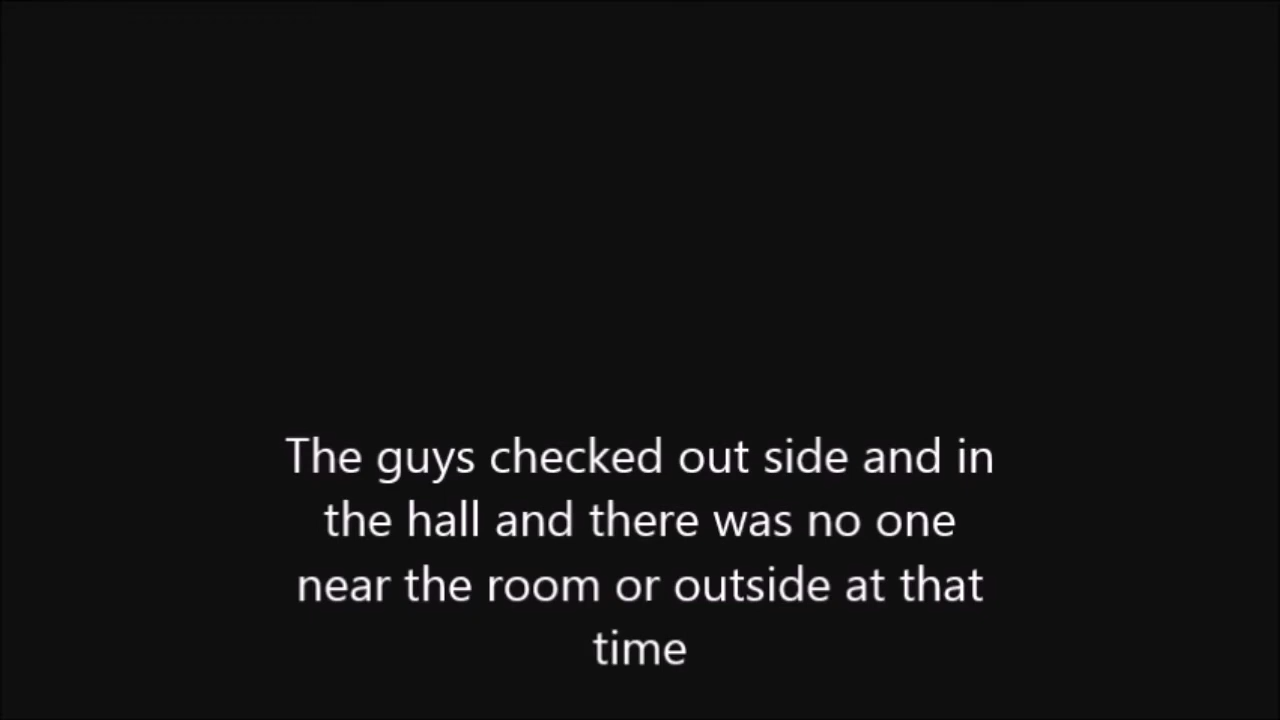 The guys checked out side and in
the hall and there was no one
near the room or outside at that
time